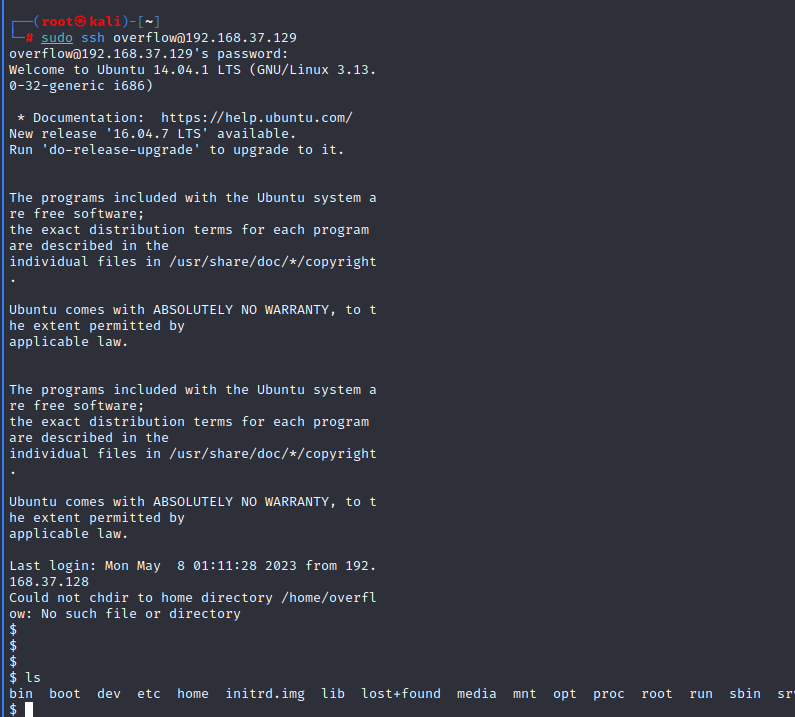 ┌──(root㉿kali)-[~]
└─# sudo ssh overflow@192.168.37.129
overflow@192.168.37.129's password:
Welcome to Ubuntu 14.04.1 LTS (GNU/Linux 3.13.
0-32-generic i686)
* Documentation:  https://help.ubuntu.com/
New release '16.04.7 LTS' available.
Run 'do-release-upgrade' to upgrade to it.
The programs included with the Ubuntu system a
re free software;
the exact distribution terms for each program
are described in the
individual files in /usr/share/doc/*/copyright
.
Ubuntu comes with ABSOLUTELY NO WARRANTY, to t
he extent permitted by
applicable law.
The programs included with the Ubuntu system a
re free software;
the exact distribution terms for each program
are described in the
individual files in /usr/share/doc/*/copyright
.
Ubuntu comes with ABSOLUTELY NO WARRANTY, to t
he extent permitted by
applicable law.
Last login: Mon May  8 01:11:28 2023 from 192.
168.37.128
Could not chdir to home directory /home/overfl
ow: No such file or directory
$
$
$
$ ls
bin  boot  dev  etc  home  initrd.img  lib  lost+found  media  mnt  opt  proc  root  run  sbin
$